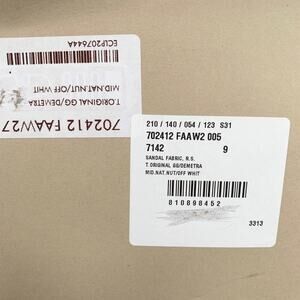 ECUP207644A
MID.NAT.NUT/OFF WHIT
T.ORIGINAL GG/DEMETRA
702412 FAAW27
210 / 140 / 054 / 123 S31
702412 FAAW2 005
7142 9
SANDAL FABRIC, R.S.
T.ORIGINAL GG/DEMETRA
MID.NAT.NUT/OFF WHIT
810898452
3313